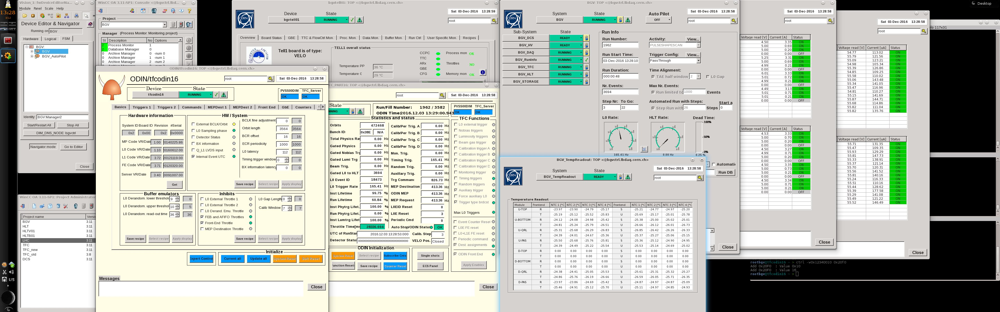 Vision_1: fwDeviceEditorNa...
Module Panel Scale Help
Device Editor & Navigator
Running on BGV
Hardware Logical FSM
BGV:
BGV
BGV_AutoPilot
Identity: BGV:Manager2
Start/Restart All Stop All
DIM_DNS_NODE: bgvctrl
Navigator mode Go to Editor
Close
13:28
3/12
us
WinCC OA 3.11-SP1: Console <@bgvctrl.lbd...
Project
BGV
Manager (Process Monitor: Monitoring project)
St Description No Options
2 Process Monitor 1
2 Database Manager 0
0 Archive Manager 0 -num 0
0 Archive Manager 1 -num 1
0 Archive Manager 2 -num 2
WinCC OA 3.11-SP1: Project Administrator
Project name Versi
BGV 3.11
HLT 3.11
HLTV01 3.11
HLTB01 3.11
LHC 3.11
TFC 3.11
TFC_new 3.11
TFC_old 3.8
DCS 3.11
bgvtell01: TOP <@bgvctrl.lbdaq.cern.ch>
Device State
bgvtell01 RUNNING
Sat 03-Dec-2016 13:28:59
root
Overview Board Status GBE TTC & FlowCtrl Mon. Proc. Mon. Data Mon. Buffer Mon. Run Ctrl User Specific Mon. Recipes
Tell1 board is of type:
VELO
TELL1 overall status
Temperature PP 36 °C
29 °C
CCPC Process mon OK
TTC
ARx Throttles NO
GBE
CFG Memory mon OK
ODIN/tfcodin16: TOP <@bgvctrl.lbdaq.cern.ch>
ODIN/tfcodin16
root
Sat 03-Dec-2016 13:28:58
Device State
tfcodin16 RUNNING
PVSS00DIM TFC_Server
OK OK
Basics Triggers 1 Triggers 2 Commands MEPDest 1 MEPDest 2 Front End GbE Counters
Hardware information
System ID Board ID Revision #Serial
0x2 0x00 0x2 0x0000
MP Code VR/Date 1.00 20140225.86
L0 Code VR/Date 1.10 20160612.00
L1 Code VR/Date 3.72 20121119.00
FE Code VR/Date 3.71 20120320.00
Server VR/Date 3.40 20091007.00
Get
HW / System
External BCLK/Orbit
L0 Sampling phase
Detector Status
BX information
Q_L1 LVDS input
Internal Event UTC
BCLK fine adjustment 0 0
Orbit length 3564 3564
BCR offset 16 16
ECR periodicity 1000 1000
L0 latency 112 112
Timing trigger window 0 0
BX information latency 0 0
Save recipe Select recipe Apply display
Buffer emulators
L0 Derandom. lower threshold 9 0
L0 Derandom. upper threshol 10 5
L0 Derandom. read-out time 36 36
Save recipe Select recipe Apply display
Inhibits
L0 External Throttle 1
L0 External Throttle 2
L0 Derand. Emu. Throttle
FEB and AFIFO Throttles
Front-End Throttle
MEP Destination Throttle
L0 Gap Length 0 0
Calib Window 7 7
Save recipe Select recipe Apply display
Initialize
Expert Control Current all Update all System Reset Soft Reset
Messages
Close
FC_PART16: TOP <@bgvctrl.lbdaq.cern.ch>
root
Sat 03-Dec-2016 13:28:58
State
NNING
Run/Fill Number: 1962 / 3582
ODIN Time: 2016.12.03 13:29:00.943
PVSS00DIM TFC_Server
OK OK
Statistics and status
Orbits 472468
Bunch ID: 0x38E N/A
Total Physics Ra 0.00 Hz
Gated Physics 0.00 Hz
Gated Nobias Trg 0.00 Hz
Gated Lumi Trg 0.00 Hz
Beam Trig. 0.00 Hz
Gated L0 to HLT 3694
L0 Event ID 18473
L0 Trigger Rate 165.41 Hz
Inst Lifetime 99.75 %
Run Lifetime 60.84 %
Inst Phytrg Lifet. 100.00 %
Run Phytrg Lifet. 0.00 %
Inst Lumtrg Lifet. 100.00 %
Throttle Time[ms 28336.694
UTC of RunStar 2016.12.03 13:28:53.000
Detector Status
Calib/Per Trig. A 0.00 Hz
Calib/Per Trig. B 0.00 Hz
Calib/Per Trig. C 0.00 Hz
Calib/Per Trig. D 0.00 Hz
Mon. Trig. 0.00 Hz
Timing Trig. 165.41 Hz
Random Trig. 0.00 Hz
Auxiliary Trig. 0.00 Hz
Trg Commanc 826.73 Hz
MEP Destination 413.36 Hz
ODIN MEP 413.36 Hz
MEP Request 413.36 Hz
L0EID Reset 0
L0E Reset 3
Periodic Cmd 0
Auto Stop/ODIN Status OK
Calib. Step 3
VELO Pos. Closed
TFC Functions
L0 external trigger
Nobias triggers
Luminosity triggers
Beam gas trigger
Calibration trigger A
Calibration trigger B
Calibration trigger C
Calibration trigger D
Monitoring trigger
Timing triggers
Random triggers
Auxiliary trigger
Force auxiliary L0
Trigger type brdcst
Max L0 Triggers
Event Counter Reset
L0E FE reset
L0+L1E FE reset
Periodic command
Dest. assignments
ODIN Front End
Apply Enables
ODIN Initialization
System Reset Select recipe Subscribe Cnts
Function Reset Save recipe Counter Reset
Single shots
ECS Panel
Close
BGV: TOP <@bgvctrl.lbdaq.cern.ch>
CERN
System State Auto Pilot
BGV RUNNING OFF
Sat 03-Dec-2016 13:28:58
root
Sub-System State
BGV_DCS READY
BGV_HV READY
BGV_DAQ RUNNING
BGV_RunInfo RUNNING
BGV_TFC RUNNING
BGV_HLT RUNNING
BGV_STORAGE RUNNING
Run Info
Run Number: 1962
Run Start Time: 03-Dec-2016 13:28:10
Run Duration: 000:00:48
Nr. Events: 3694
Step Nr: To Go: 3 22
Activity: View... PULSESHAPESCAN
Trigger Config: View... PassThrough
Time Alignment:
TAE half window 2 L0 Gap
Max Nr. Events:
Run limited to 1000 Events
Automated Run with Steps:
Step Run with 26 Steps Start a 0
L0 Rate: HLT Rate: Dead Time:
100%
50%
0%
165.41 Hz 0.00 Hz 0.25 %
Automatic
Run DB
Close
BGV_TempReadout: TOP <@bgvctrl.lbdaq.cern.ch>
CERN
System State
BGV_TempReadout READY
Sat 03-Dec-2016 13:28:58
root
Temperature Readout
Module Frontend NTC 1 [°C NTC 2 [°C NTC 3 [°C NTC 4 [°C Frontend NTC 1 [°C NTC 2 [°C NTC 3 [°C NTC 4 [°C
U-TOP R -23.97 -23.90 -24.79 -25.17 S -25.21 -24.77 -24.97 -25.20
T -25.19 -25.12 -25.52 -25.83 U -25.69 -25.17 -25.01 -25.78
U-BOTTOM R -24.12 -24.08 -24.98 -25.42 S -25.38 -25.00 -25.02 -25.01
T -24.81 -25.24 -25.79 -26.51 U -26.66 -26.12 -26.01 -26.73
U-QRL R -25.31 -25.68 -26.29 -26.83 S -26.85 -26.42 -26.26 -26.33
T -24.39 -24.01 -24.67 -25.36 U -25.37 -25.27 -25.06 -25.15
U-PAS R -25.50 -25.68 -25.76 -25.81 S -25.36 -25.12 -24.90 -24.95
T -24.39 -24.49 -25.22 -25.54 U -25.53 -25.14 -24.69 -25.02
D-TOP R 0.00 0.00 0.00 0.00 S 0.00 0.00 0.00 0.00
T 0.00 0.00 0.00 0.00 U 0.00 0.00 0.00 0.00
D-BOTTOM R 0.00 0.00 0.00 0.00 S 0.00 0.00 0.00 0.00
T 0.00 0.00 0.00 0.00 U 0.00 0.00 0.00 0.00
D-QRL R -24.38 -24.41 -25.05 -25.53 S -25.61 -25.31 -25.32 -25.27
T -24.86 -25.76 -26.19 -26.66 U -26.59 -26.05 -25.71 -26.35
D-PAS R -23.97 -23.86 -24.69 -25.42 S -24.87 -24.97 -24.87 -25.09
T -25.46 -24.91 -25.12 -25.70 U -25.11 -24.97 -24.85 -24.93
Sat 03-Dec-2016 13:28:58
root
Voltage read [V] Current [A] Status
4.50 3.35 ON
5.00 0.69 ON
5.00 0.20 ON
0.00 0.00 OFF
5.25 3.31 ON
5.00 0.69 ON
4.99 0.21 ON
0.00 0.00 OFF
6.01 3.33 ON
5.01 0.72 ON
4.99 0.21 ON
0.00 0.00 OFF
4.49 3.13 ON
5.01 0.71 ON
5.01 0.21 ON
0.00 0.00 OFF
Voltage read [V] Current [A] Status
4.53 3.33 ON
5.00 0.70 ON
5.00 0.20 ON
0.00 0.00 OFF
4.50 3.27 ON
4.99 0.71 ON
5.00 0.20 ON
0.00 0.00 OFF
4.50 3.35 ON
5.00 0.73 ON
5.00 0.21 ON
0.00 0.00 OFF
4.50 3.34 ON
5.00 0.71 ON
5.00 0.21 ON
0.00 0.00 OFF
Close
Sat 03-Dec-2016 13:28:58
root
Voltage read [V] Current [uA] Status
54.77 113.02 ON
55.79 121.56 ON
55.09 123.21 ON
54.98 105.34 ON
55.39 126.86 ON
54.85 109.25 ON
55.58 110.02 ON
55.06 143.48 ON
55.34 141.05 ON
55.47 116.96 ON
54.81 110.27 ON
55.15 141.69 ON
55.87 144.71 ON
55.68 114.86 ON
55.82 111.04 ON
55.82 135.76 ON
Voltage read [V] Current [uA] Status
55.71 131.35 ON
55.47 109.35 ON
55.93 129.29 ON
55.81 147.73 ON
55.33 138.91 ON
55.37 121.14 ON
55.70 120.31 ON
55.56 141.52 ON
55.81 140.16 ON
55.24 116.33 ON
55.51 110.16 ON
55.39 177.58 ON
55.29 141.08 ON
55.49 121.22 ON
55.52 146.49 ON
Close
Desktop
elo 117x31
rootbgv@tfcodin16 ~ > ctrl -w0x12340010 0x20f0
Add 0x20F0 : Value 0x10
Add 0x20F0 : Value 16
rootbgv@tfcodin16 ~ >